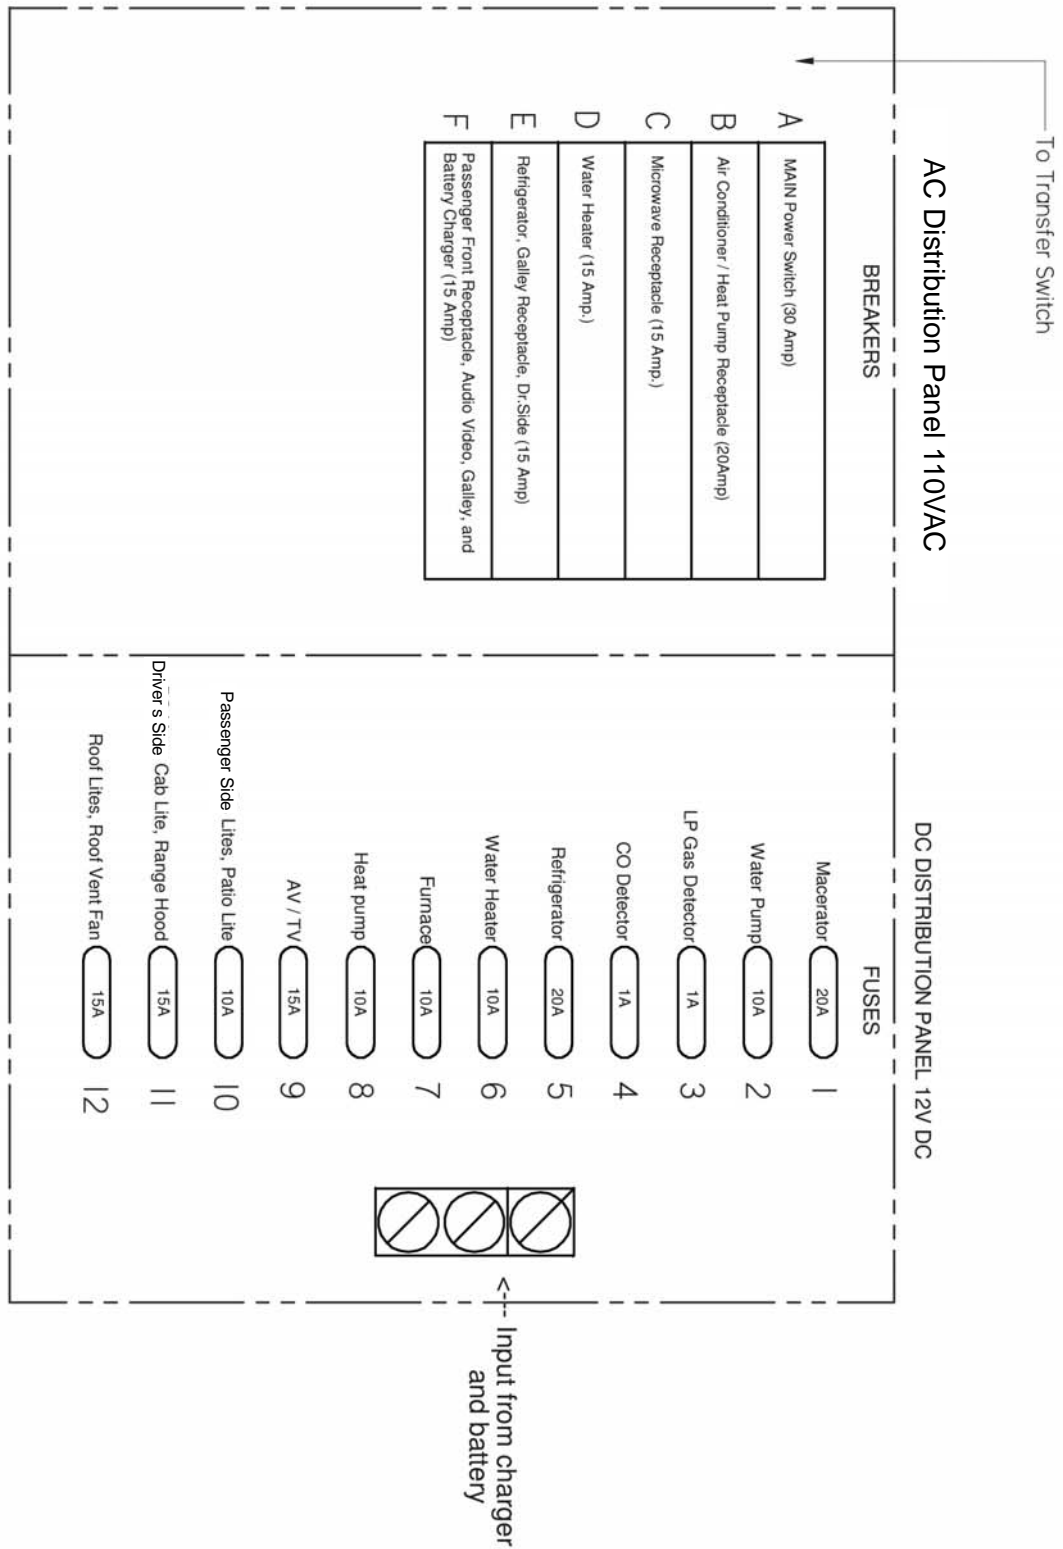 To Transfer Switch
AC Distribution Panel 110VAC
BREAKERS
A MAIN Power Switch (30 Amp)
B Air Conditioner / Heat Pump Receptacle (20Amp)
C Microwave Receptacle (15 Amp.)
D Water Heater (15 Amp.)
E Refrigerator, Galley Receptacle, Dr.Side (15 Amp)
F Passenger Front Receptacle, Audio Video, Galley, and
Battery Charger (15 Amp)
DC DISTRIBUTION PANEL 12V DC
FUSES
Macerator 20A 1
Water Pump 10A 2
LP Gas Detector 1A 3
CO Detector 1A 4
Refrigerator 20A 5
Water Heater 10A 6
Furnace 10A 7
Heat pump 10A 8
AV / TV 15A 9
Passenger Side Lites, Patio Lite 10A 10
Driver s Side Cab Lite, Range Hood 15A 11
Roof Lites, Roof Vent Fan 15A 12
<--- Input from charger
and battery